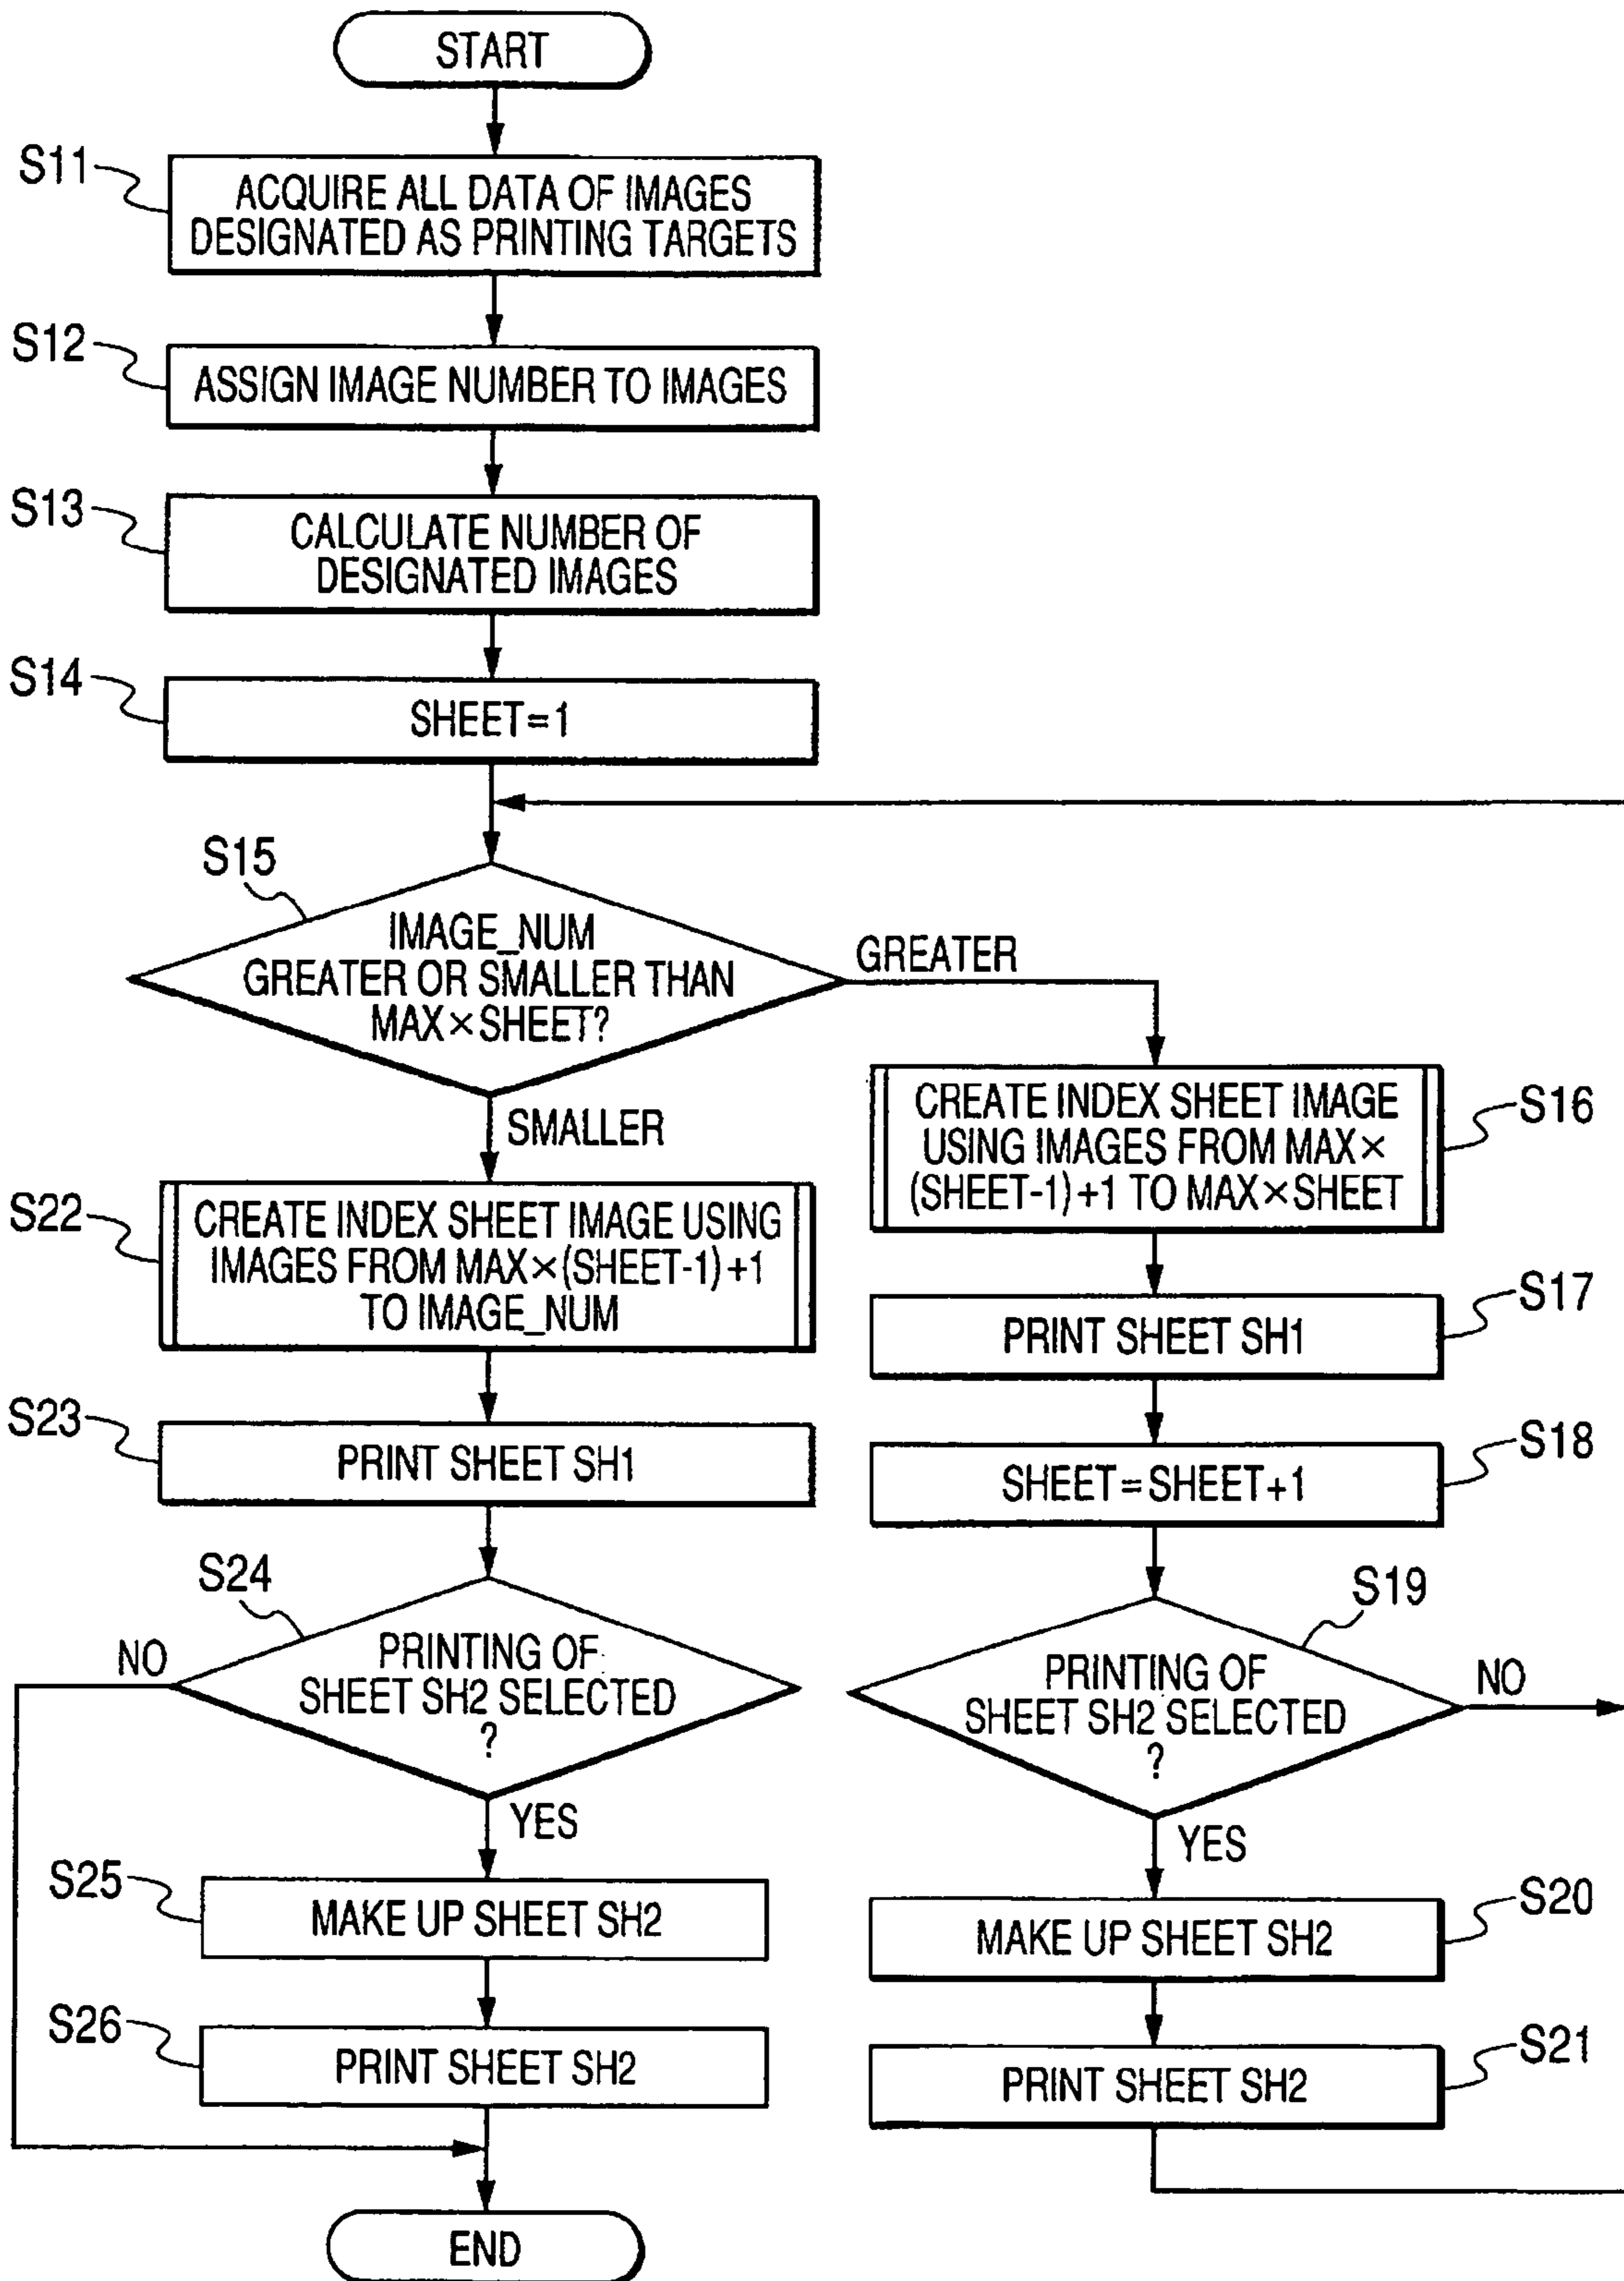 START
S11
ACQUIRE ALL DATA OF IMAGES
DESIGNATED AS PRINTING TARGETS
S12
ASSIGN IMAGE NUMBER TO IMAGES
S13
CALCULATE NUMBER OF
DESIGNATED IMAGES
S14
SHEET=1
S15
IMAGE_NUM
GREATER OR SMALLER THAN
MAX×SHEET?
GREATER
SMALLER
S16
CREATE INDEX SHEET IMAGE
USING IMAGES FROM MAX×
(SHEET-1)+1 TO MAX×SHEET
S17
PRINT SHEET SH1
S18
SHEET=SHEET+1
S19
PRINTING OF
SHEET SH2 SELECTED
?
NO
YES
S20
MAKE UP SHEET SH2
S21
PRINT SHEET SH2
S22
CREATE INDEX SHEET IMAGE USING
IMAGES FROM MAX×(SHEET-1)+1
TO IMAGE_NUM
S23
PRINT SHEET SH1
S24
PRINTING OF
SHEET SH2 SELECTED
?
NO
YES
S25
MAKE UP SHEET SH2
S26
PRINT SHEET SH2
END